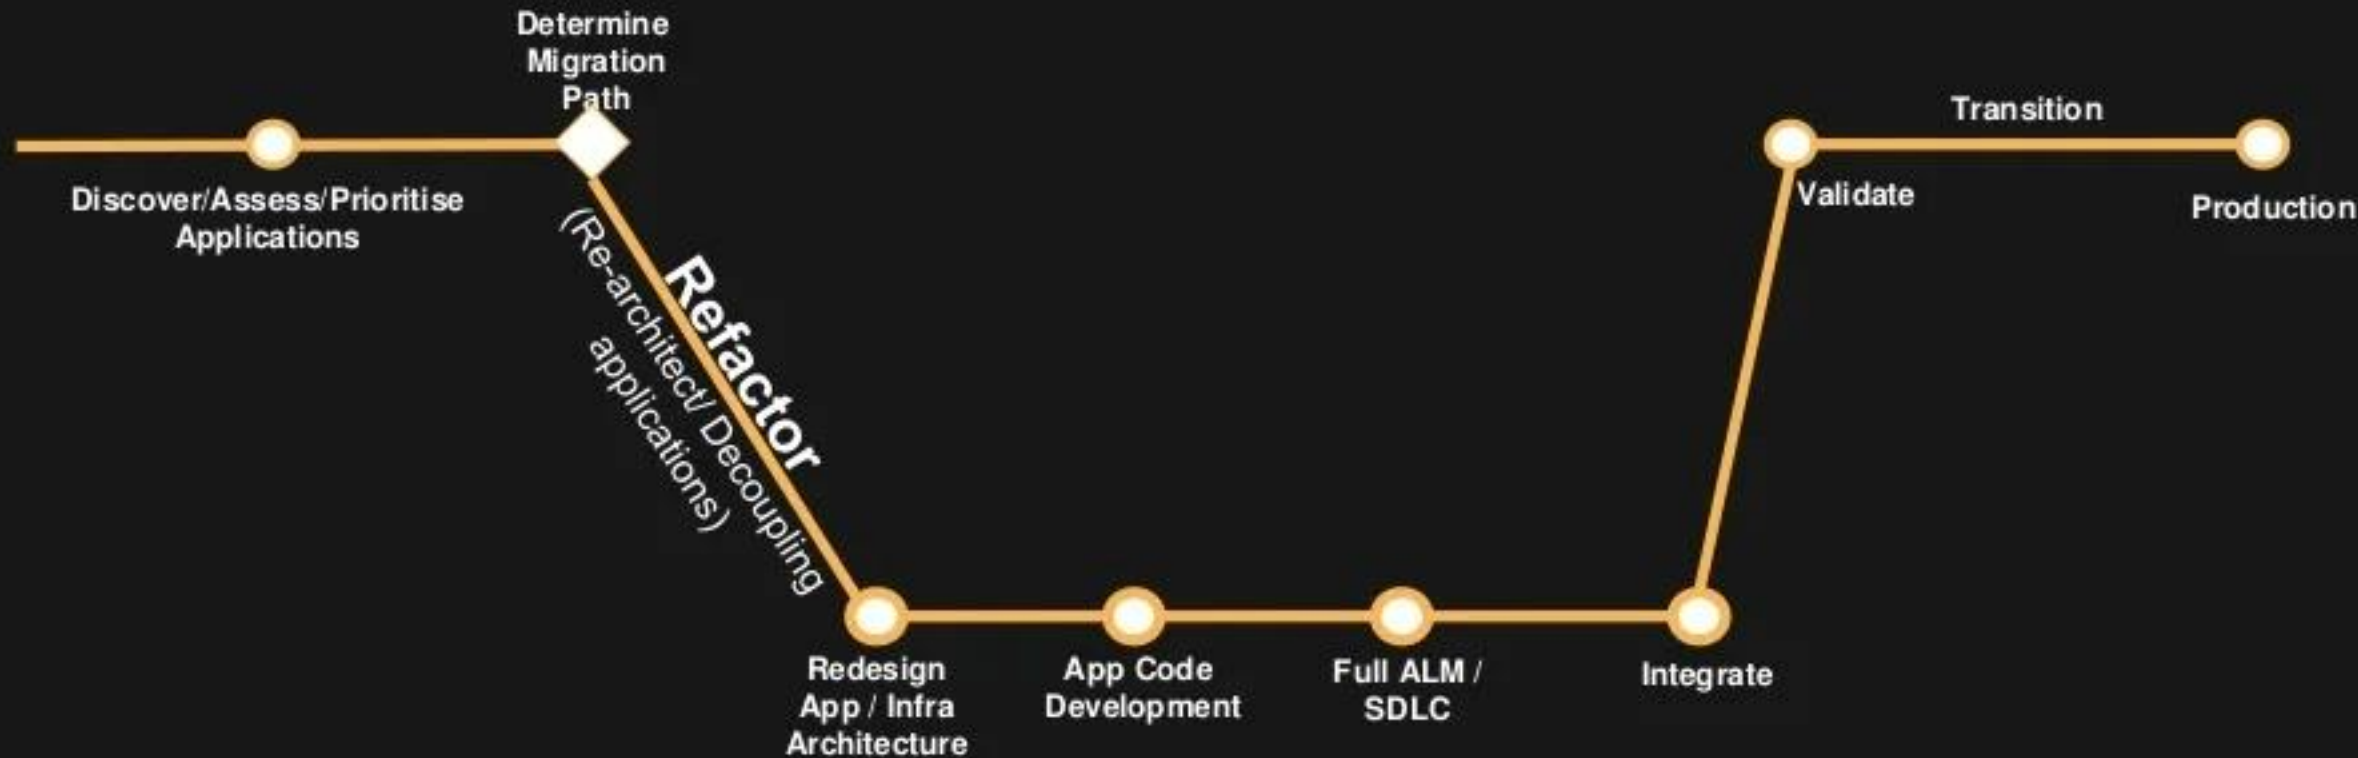 Determine
Migration
Path
Discover/Assess/Prioritise
Applications
Refactor
(Re-architect/ Decoupling
applications)
Redesign
App / Infra
Architecture
App Code
Development
Full ALM /
SDLC
Integrate
Validate
Transition
Production